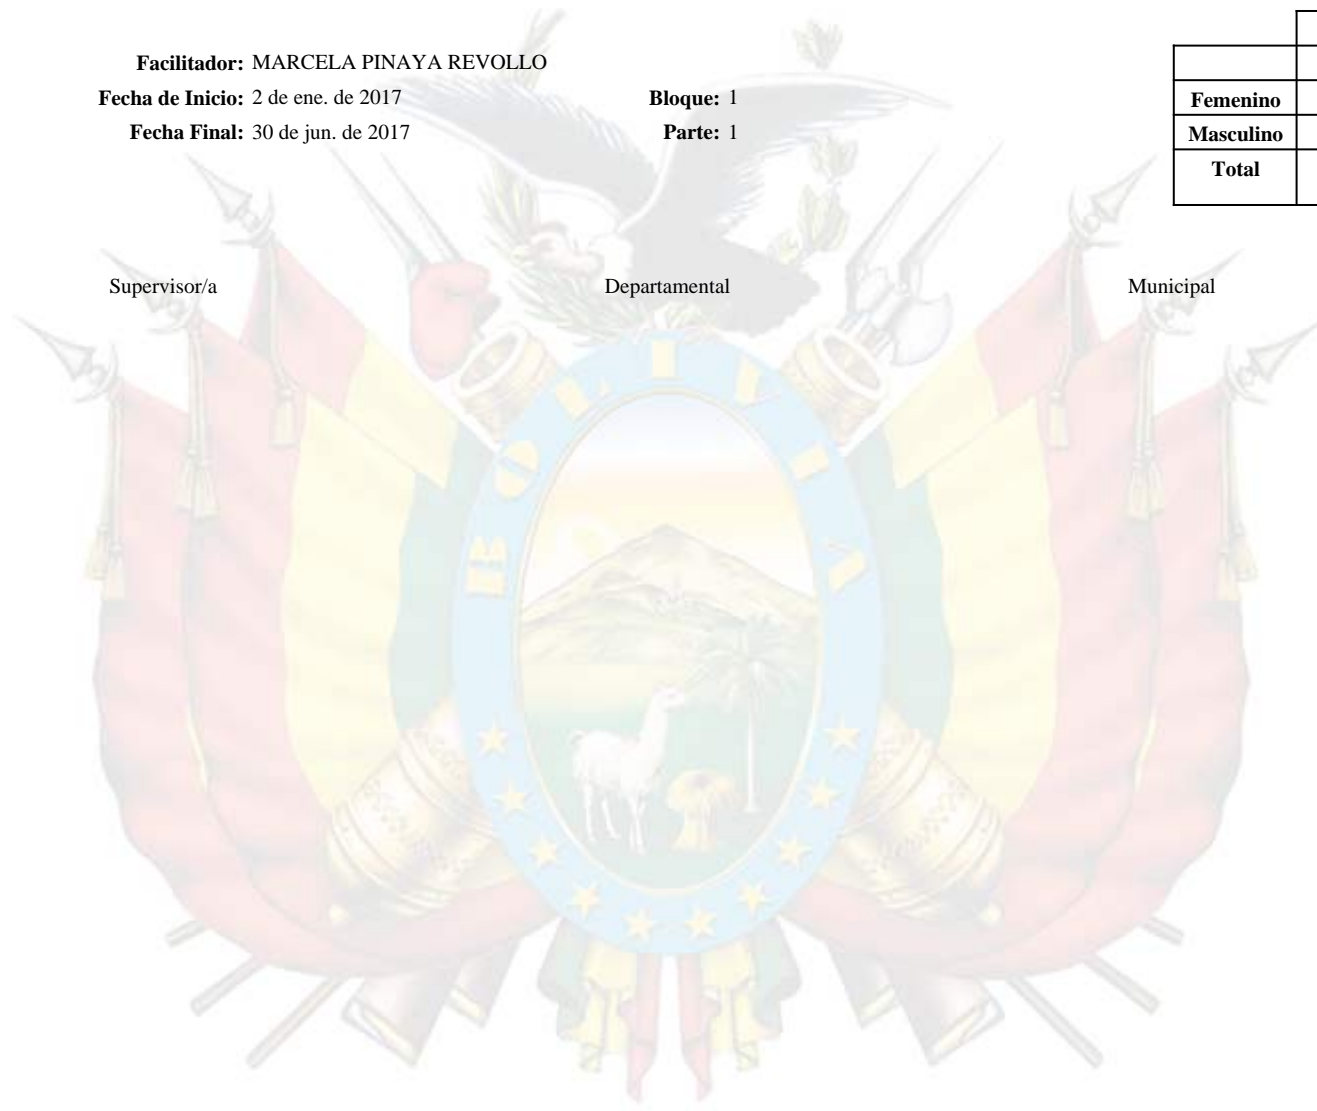 Facilitador: MARCELA PINAYA REVOLLO
Fecha de Inicio: 2 de ene. de 2017 Bloque: 1
Fecha Final: 30 de jun. de 2017 Parte: 1
Femenino
Masculino
Total
Supervisor/a Departamental Municipal
BOLIVIA